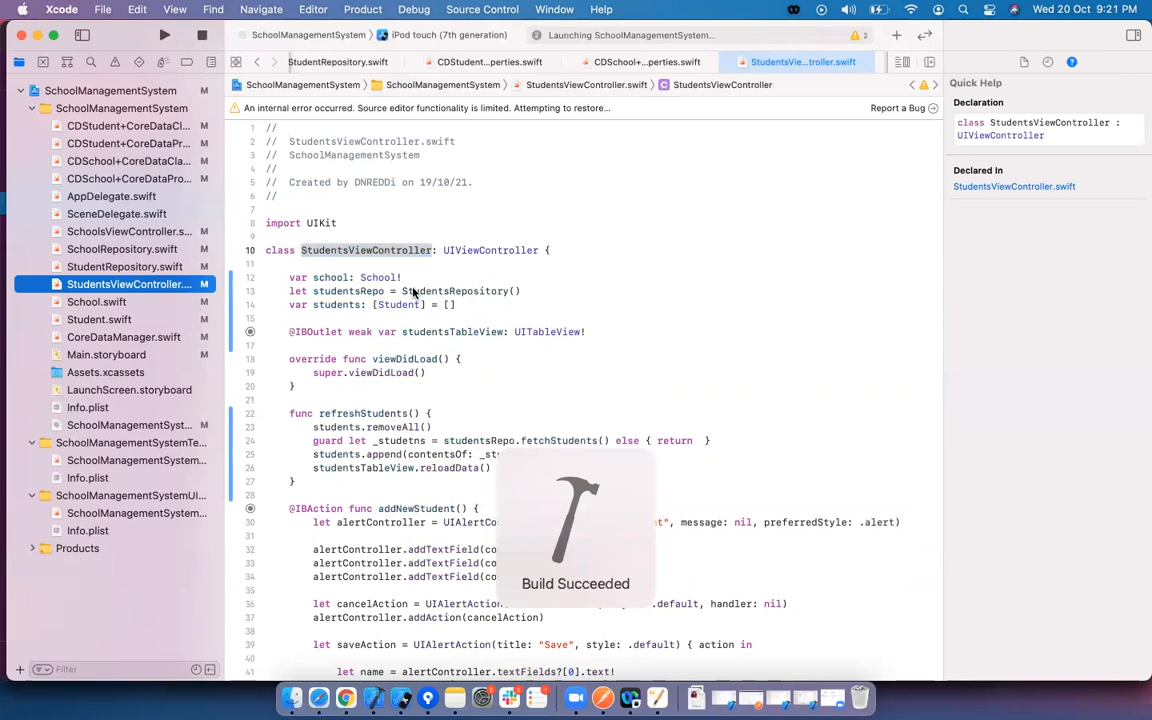 Xcode File Edit View Find Navigate Editor Product Debug Source Control Window Help Wed 20 Oct 9:21 PM
SchoolManagementSystem iPod touch (7th generation) Launching SchoolManagementSystem... 2
StudentRepository.swift CDStudent...perties.swift CDSchool+...perties.swift StudentsVie...troller.swift
SchoolManagementSystem SchoolManagementSystem StudentsViewController.swift StudentsViewController
An internal error occurred. Source editor functionality is limited. Attempting to restore... Report a Bug
SchoolManagementSystem
SchoolManagementSystem
CDStudent+CoreDataCl... M
CDStudent+CoreDataPr... M
CDSchool+CoreDataCla... M
CDSchool+CoreDataPro... M
AppDelegate.swift
SceneDelegate.swift
SchoolsViewController.s... M
SchoolRepository.swift M
StudentRepository.swift M
StudentsViewController.... M
School.swift M
Student.swift M
CoreDataManager.swift M
Main.storyboard M
Assets.xcassets
LaunchScreen.storyboard
Info.plist
SchoolManagementSyst... M
SchoolManagementSystemTe...
SchoolManagementSystem...
Info.plist
SchoolManagementSystemUI...
SchoolManagementSystem...
Info.plist
Products
Filter
1 //
2 // StudentsViewController.swift
3 // SchoolManagementSystem
4 //
5 // Created by DNREDDi on 19/10/21.
6 //
7
8 import UIKit
9
10 class StudentsViewController: UIViewController {
11
12 var school: School!
13 let studentsRepo = StudentsRepository()
14 var students: [Student] = []
15
16 @IBOutlet weak var studentsTableView: UITableView!
17
18 override func viewDidLoad() {
19 super.viewDidLoad()
20 }
21
22 func refreshStudents() {
23 students.removeAll()
24 guard let _studetns = studentsRepo.fetchStudents() else { return }
25 students.append(contentsOf: _stu
26 studentsTableView.reloadData()
27 }
28
29 @IBAction func addNewStudent() {
30 let alertController = UIAlertCo t", message: nil, preferredStyle: .alert)
31
32 alertController.addTextField(co
33 alertController.addTextField(co
34 alertController.addTextField(co
35
36 let cancelAction = UIAlertAction .default, handler: nil)
37 alertController.addAction(cancelAction)
38
39 let saveAction = UIAlertAction(title: "Save", style: .default) { action in
40
41 let name = alertController.textFields?[0].text!
Build Succeeded
Quick Help
Declaration
class StudentsViewController :
UIViewController
Declared In
StudentsViewController.swift